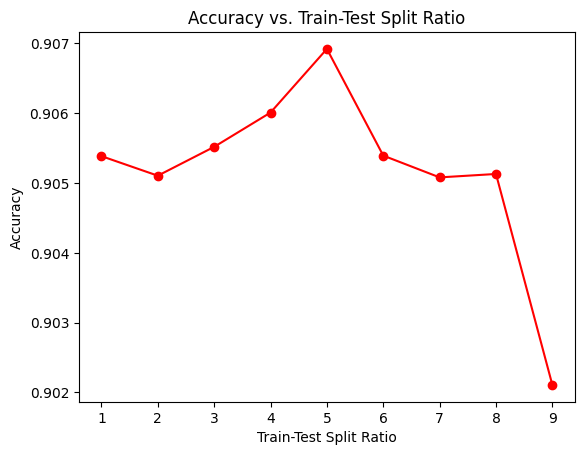 Accuracy vs. Train-Test Split Ratio
0.907
0.906
0.905
0.904
0.903
0.902
Accuracy
1 2 3 4 5 6 7 8 9
Train-Test Split Ratio